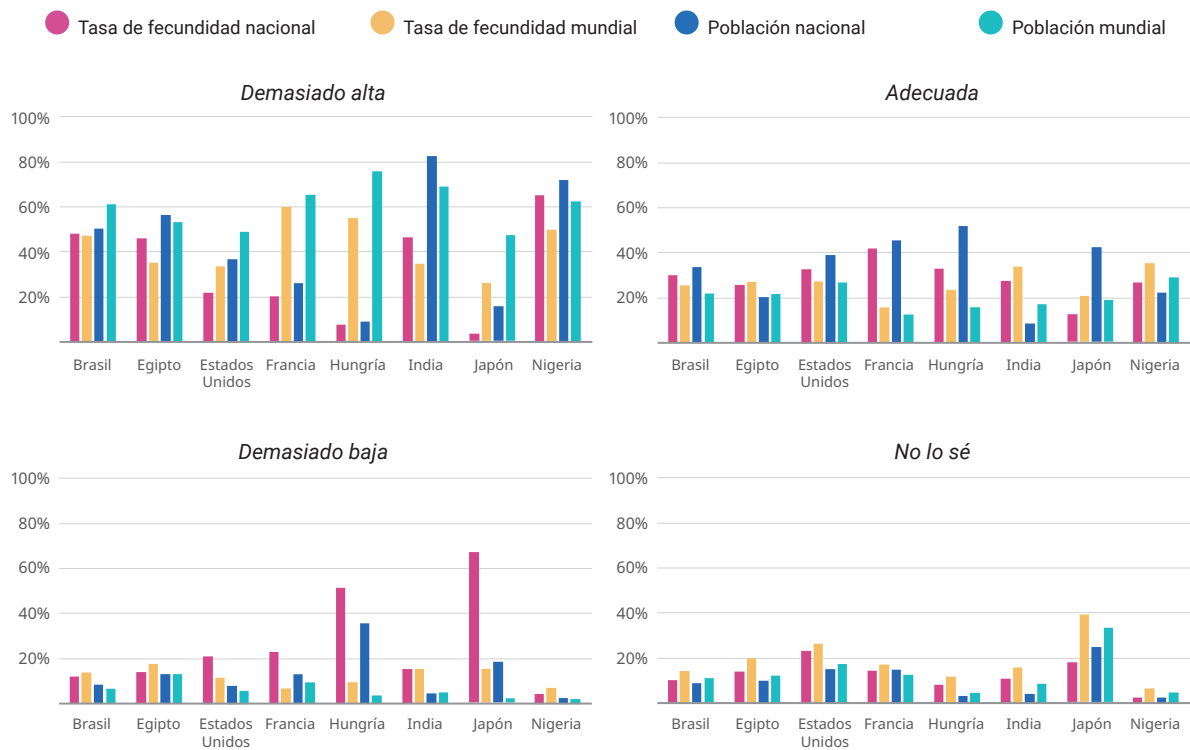 Tasa de fecundidad nacional
Tasa de fecundidad mundial
Población nacional
Población mundial
Demasiado alta
100%
80%
60%
40%
20%
Brasil
Egipto
Estados
Unidos
Francia
Hungría
India
Japón
Nigeria
Adecuada
100%
80%
60%
40%
20%
Brasil
Egipto
Estados
Unidos
Francia
Hungría
India
Japón
Nigeria
Demasiado baja
100%
80%
60%
40%
20%
Brasil
Egipto
Estados
Unidos
Francia
Hungría
India
Japón
Nigeria
No lo sé
100%
80%
60%
40%
20%
Brasil
Egipto
Estados
Unidos
Francia
Hungría
India
Japón
Nigeria